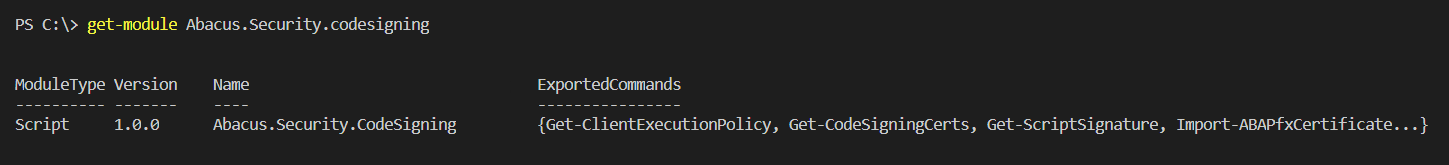 PS C:\> get-module Abacus.Security.codesigning
ModuleType Version    Name                                ExportedCommands
---------- -------    ----                                ----------------
Script     1.0.0      Abacus.Security.CodeSigning         {Get-ClientExecutionPolicy, Get-CodeSigningCerts, Get-ScriptSignature, Import-ABAPfxCertificate...}